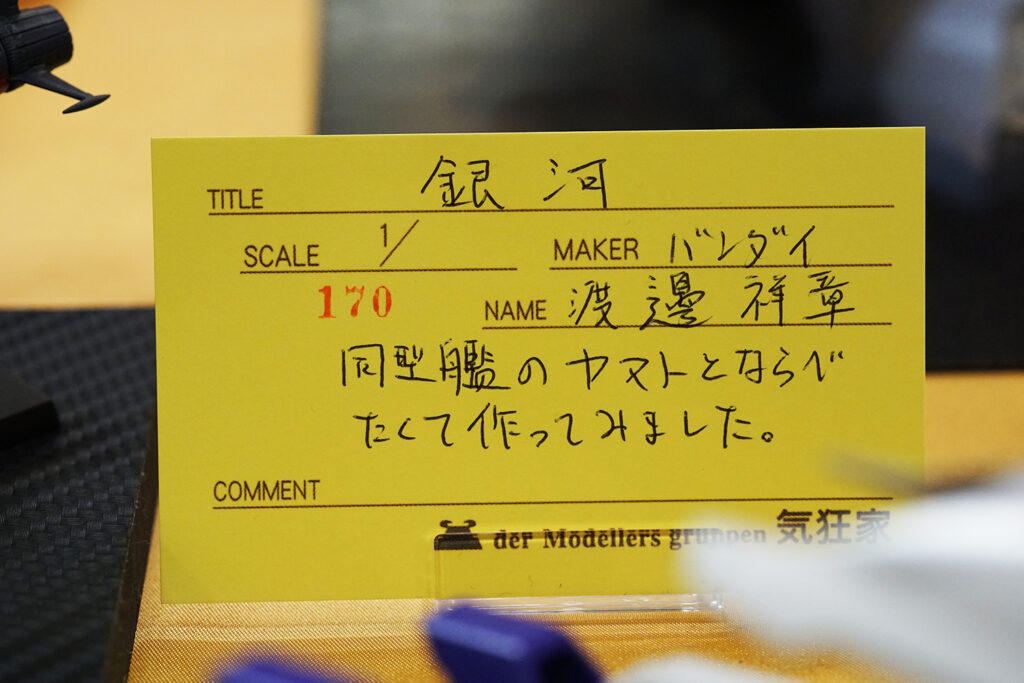 TITLE 銀河
SCALE 1/
MAKER バンダイ
170
NAME 渡邊祥章
同型艦のヤマトとならべ
たくて作ってみました。
COMMENT
der Modellers gruppen 気狂家